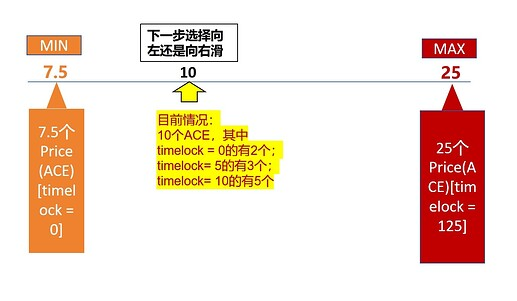 MIN
下一步选择向
左还是向右滑
MAX
7.5
10
25
7.5个
Price
(ACE)
[timel
ock =
0]
目前情况：
10个ACE，其中
timelock = 0的有2个；
timelock= 5的有3个；
timelock= 10的有5个
25个
Price(A
CE)[tim
elock =
125]